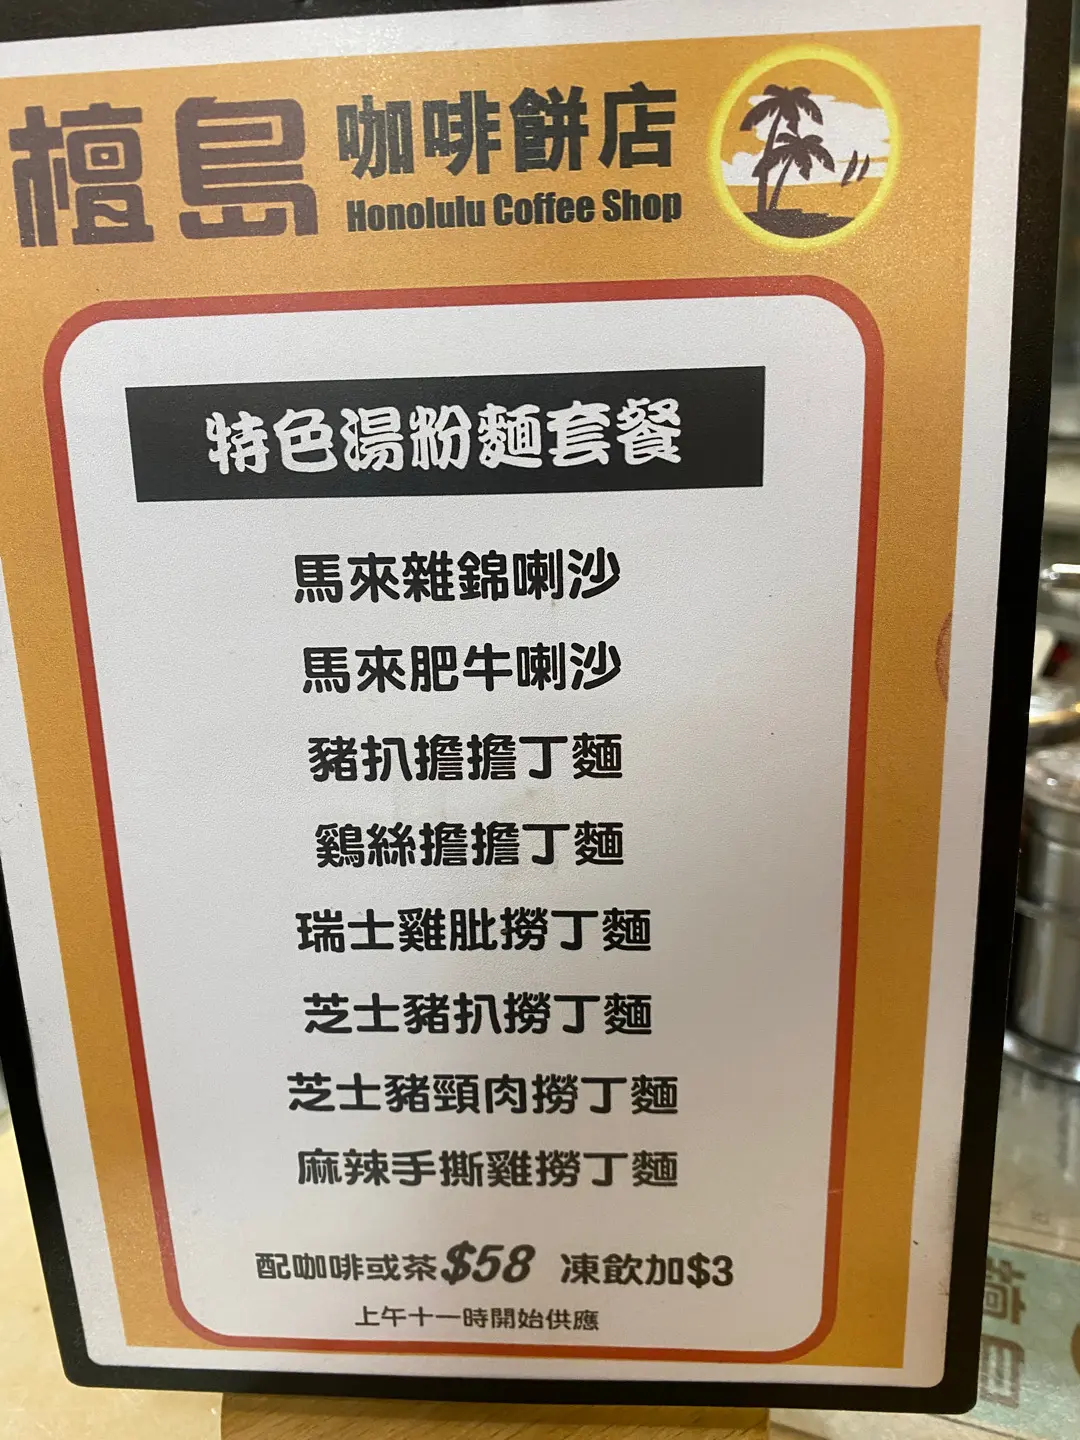 檀島 咖啡餅店
Honolulu Coffee Shop
特色湯粉麵套餐
馬來雜錦喇沙
馬來肥牛喇沙
豬扒擔擔丁麵
鷄絲擔擔丁麵
瑞士雞肶撈丁麵
芝士豬扒撈丁麵
芝士豬頸肉撈丁麵
麻辣手撕雞撈丁麵
配咖啡或茶$58 凍飲加$3
上午十一時開始供應